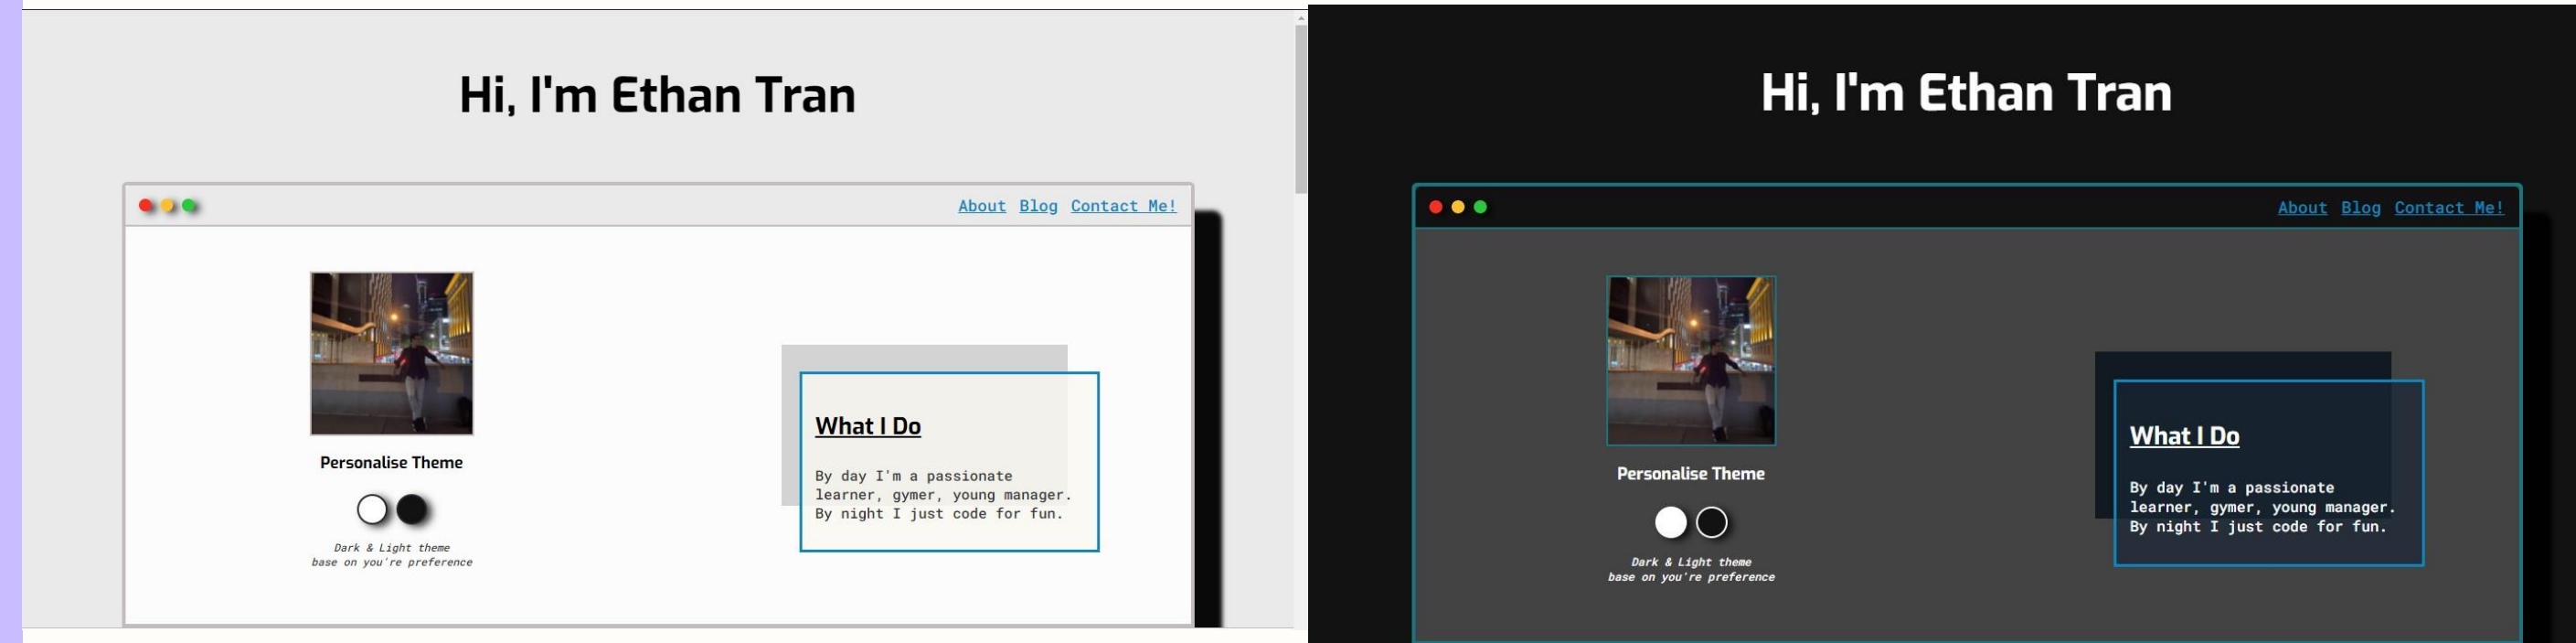 Hi, I'm Ethan Tran
About Blog Contact Me!
Personalise Theme
Dark & Light theme
base on you're preference
What I Do
By day I'm a passionate
learner, gymer, young manager.
By night I just code for fun.
Hi, I'm Ethan Tran
About Blog Contact Me!
Personalise Theme
Dark & Light theme
base on you're preference
What I Do
By day I'm a passionate
learner, gymer, young manager.
By night I just code for fun.